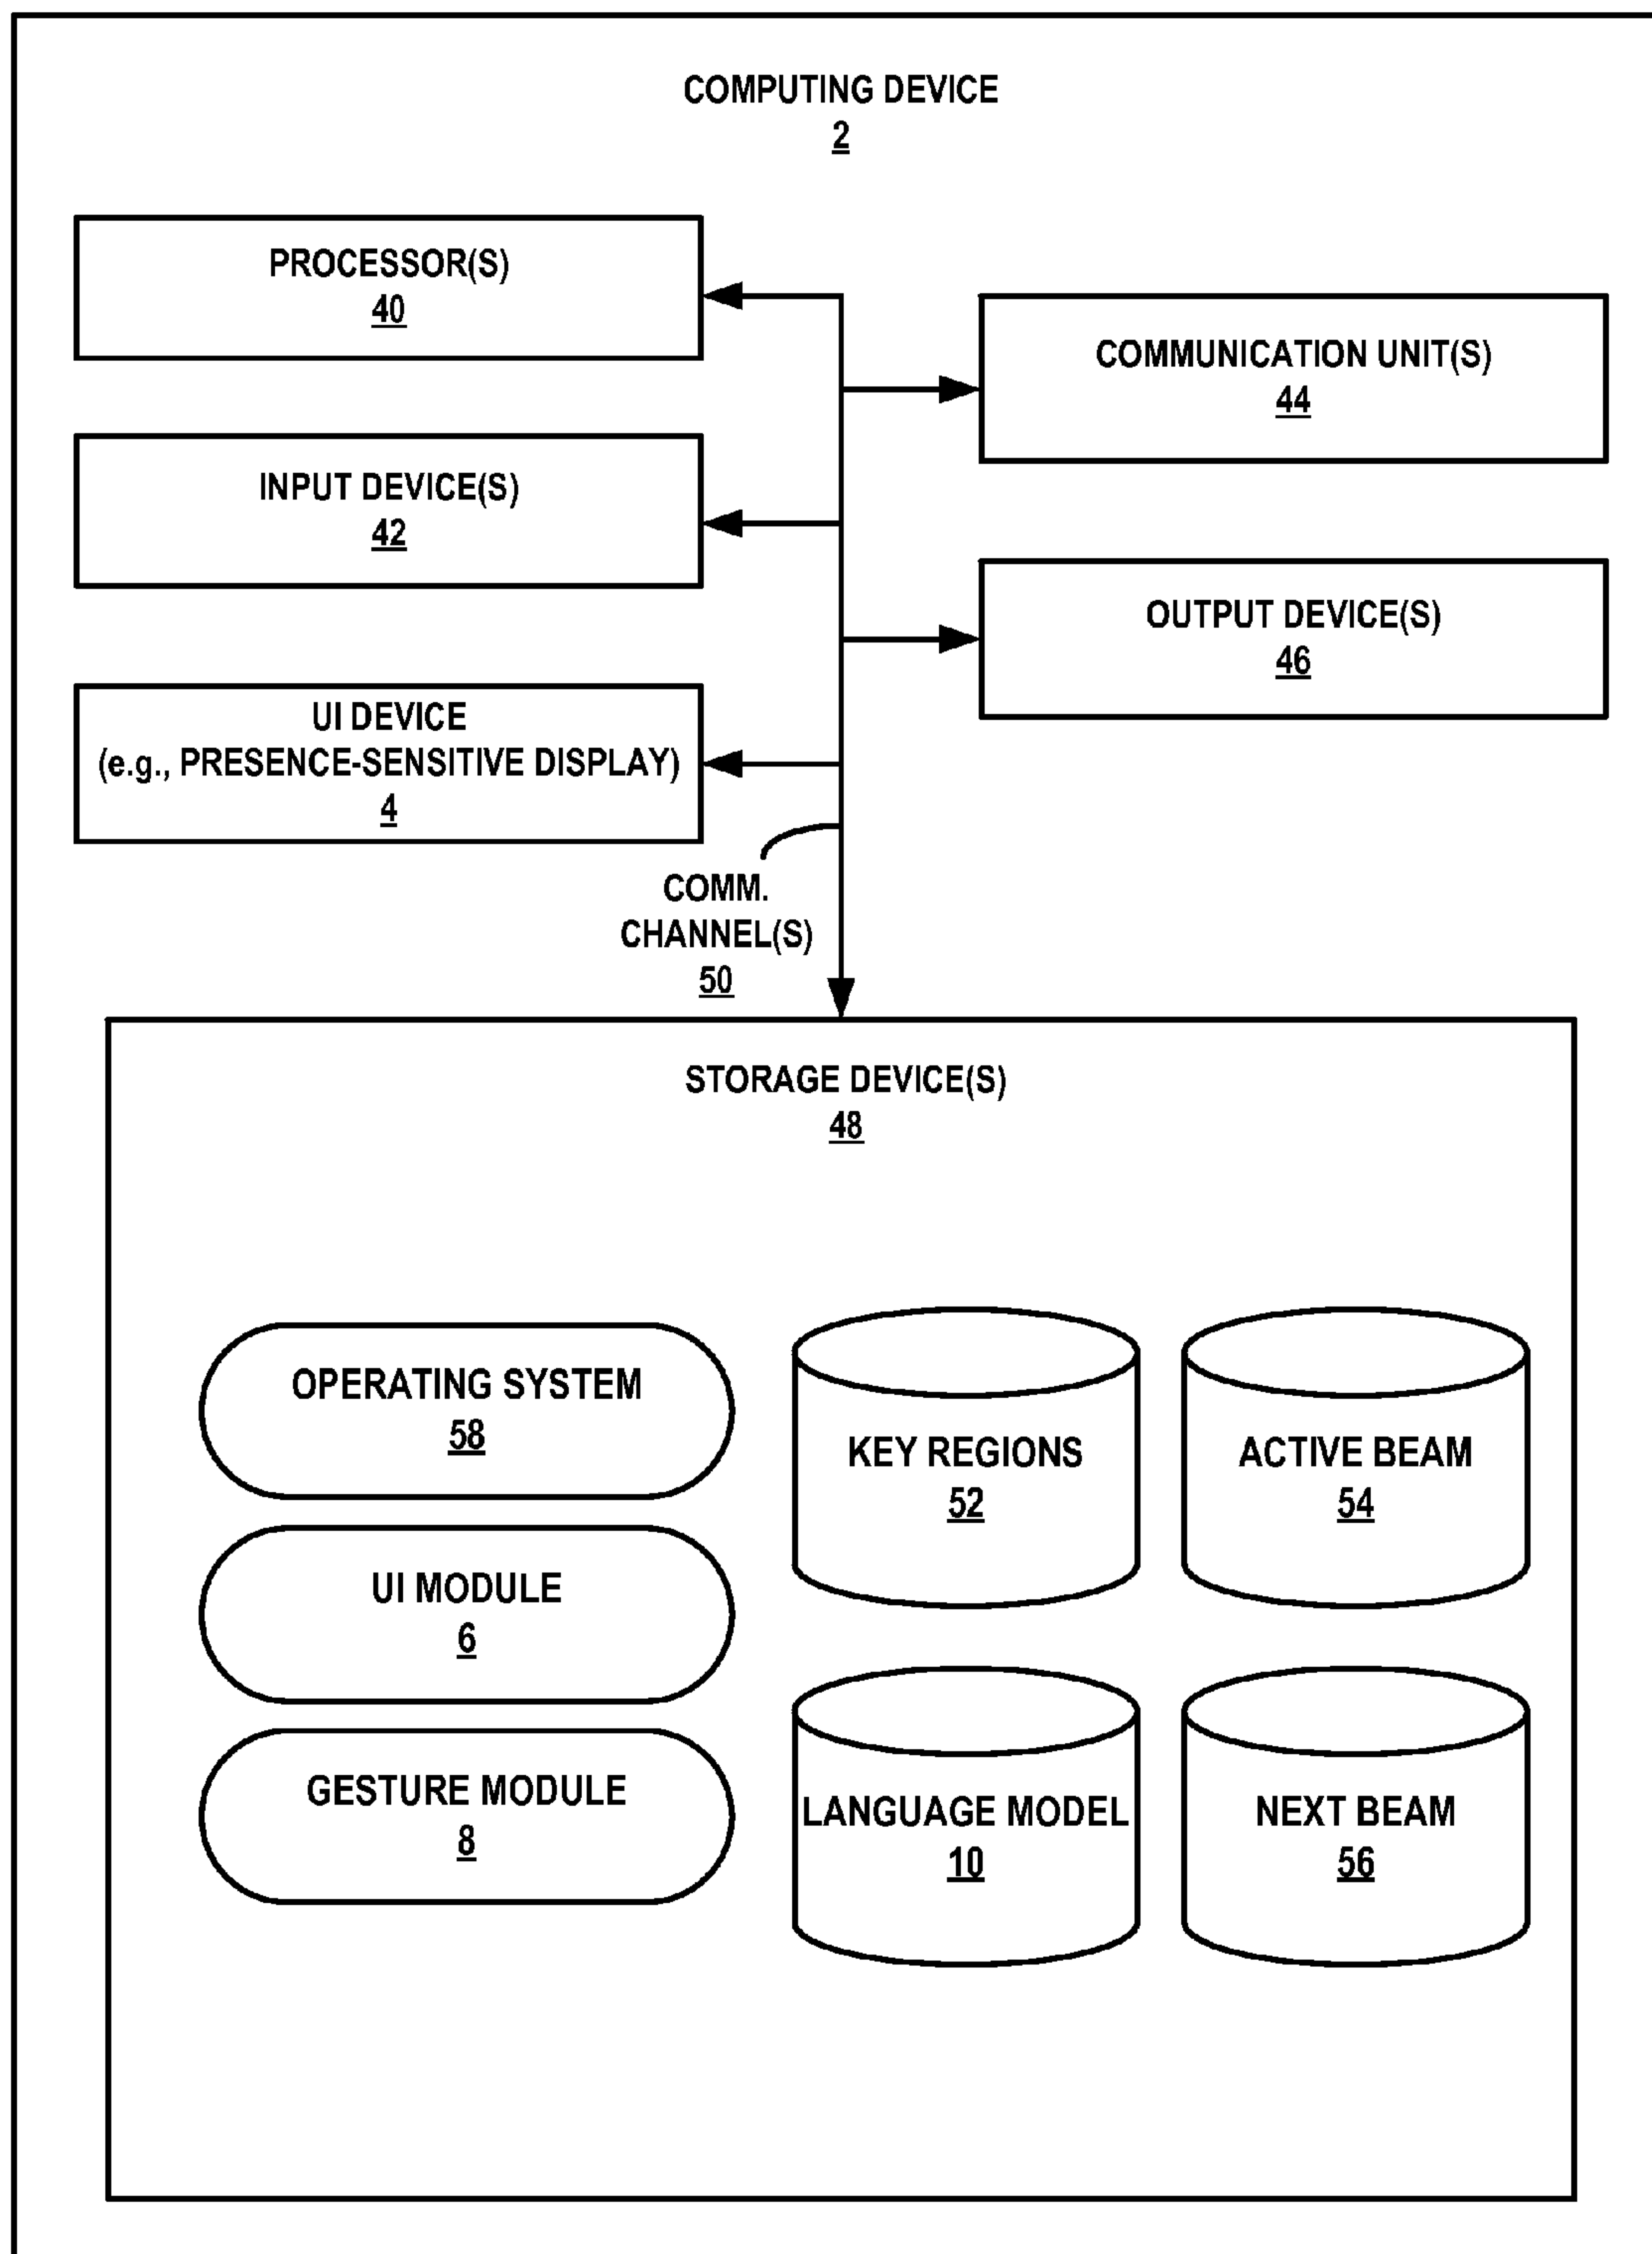 COMPUTING DEVICE
2
PROCESSOR(S)
40
COMMUNICATION UNIT(S)
44
INPUT DEVICE(S)
42
OUTPUT DEVICE(S)
46
UI DEVICE
(e.g., PRESENCE-SENSITIVE DISPLAY)
4
COMM.
CHANNEL(S)
50
STORAGE DEVICE(S)
48
OPERATING SYSTEM
58
KEY REGIONS
52
ACTIVE BEAM
54
UI MODULE
6
GESTURE MODULE
8
LANGUAGE MODEL
10
NEXT BEAM
56